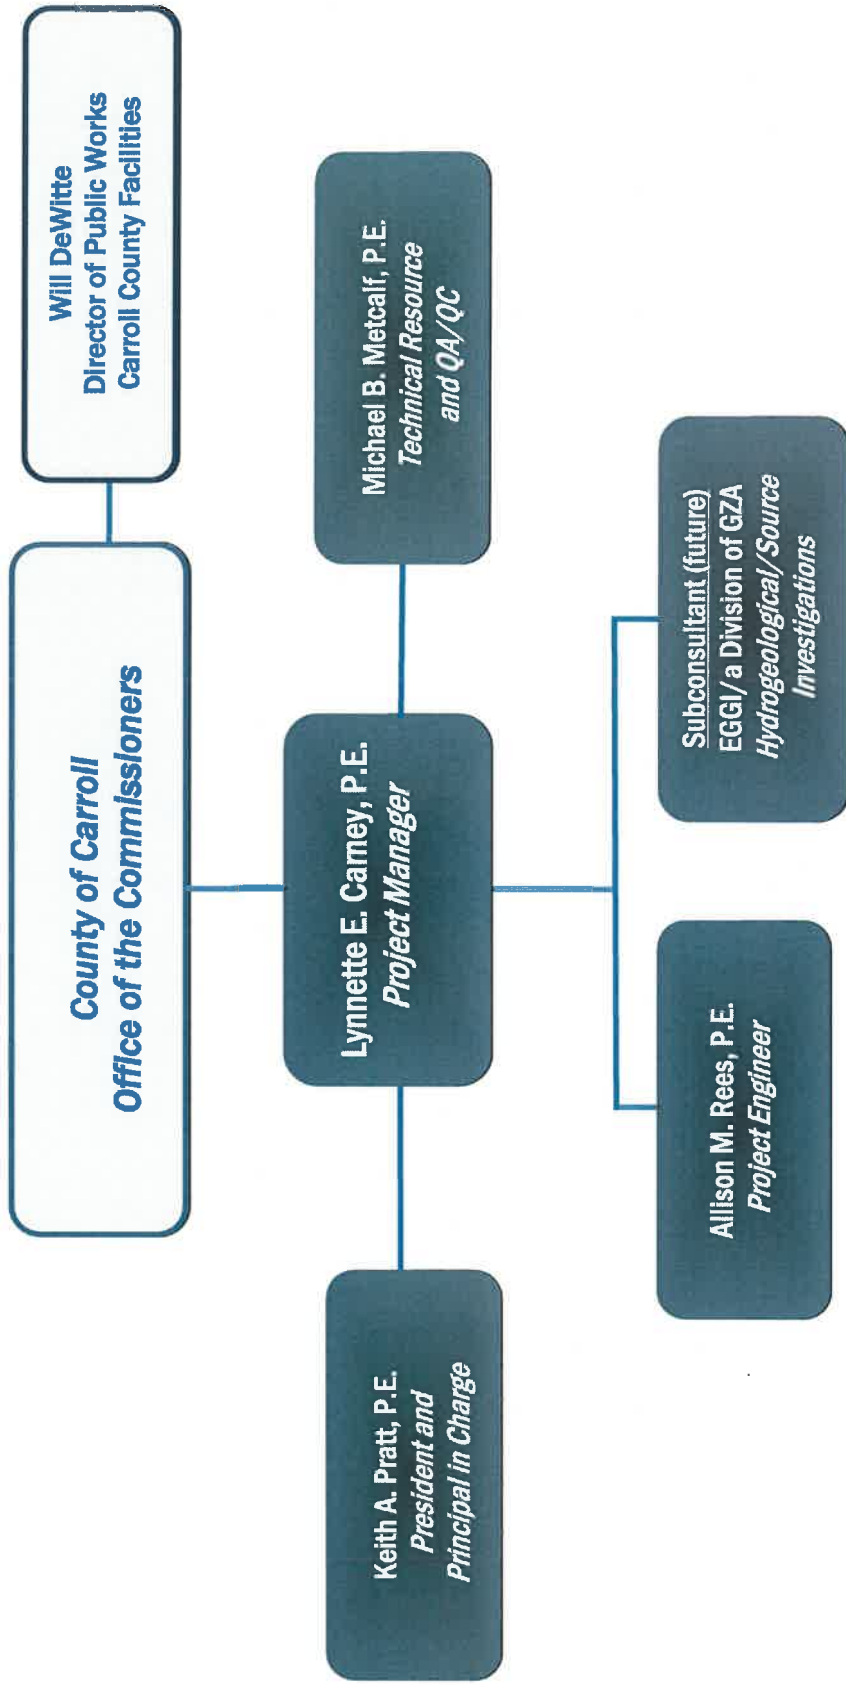 County of Carroll
Office of the Commissioners
Will DeWitte
Director of Public Works
Carroll County Facilities
Keith A. Pratt, P.E.
President and
Principal in Charge
Lynnette E. Carney, P.E.
Project Manager
Michael B. Metcalf, P.E.
Technical Resource
and QA/QC
Allison M. Rees, P.E.
Project Engineer
Subconsultant (future)
EGGI/a Division of GZA
Hydrogeological/Source
Investigations